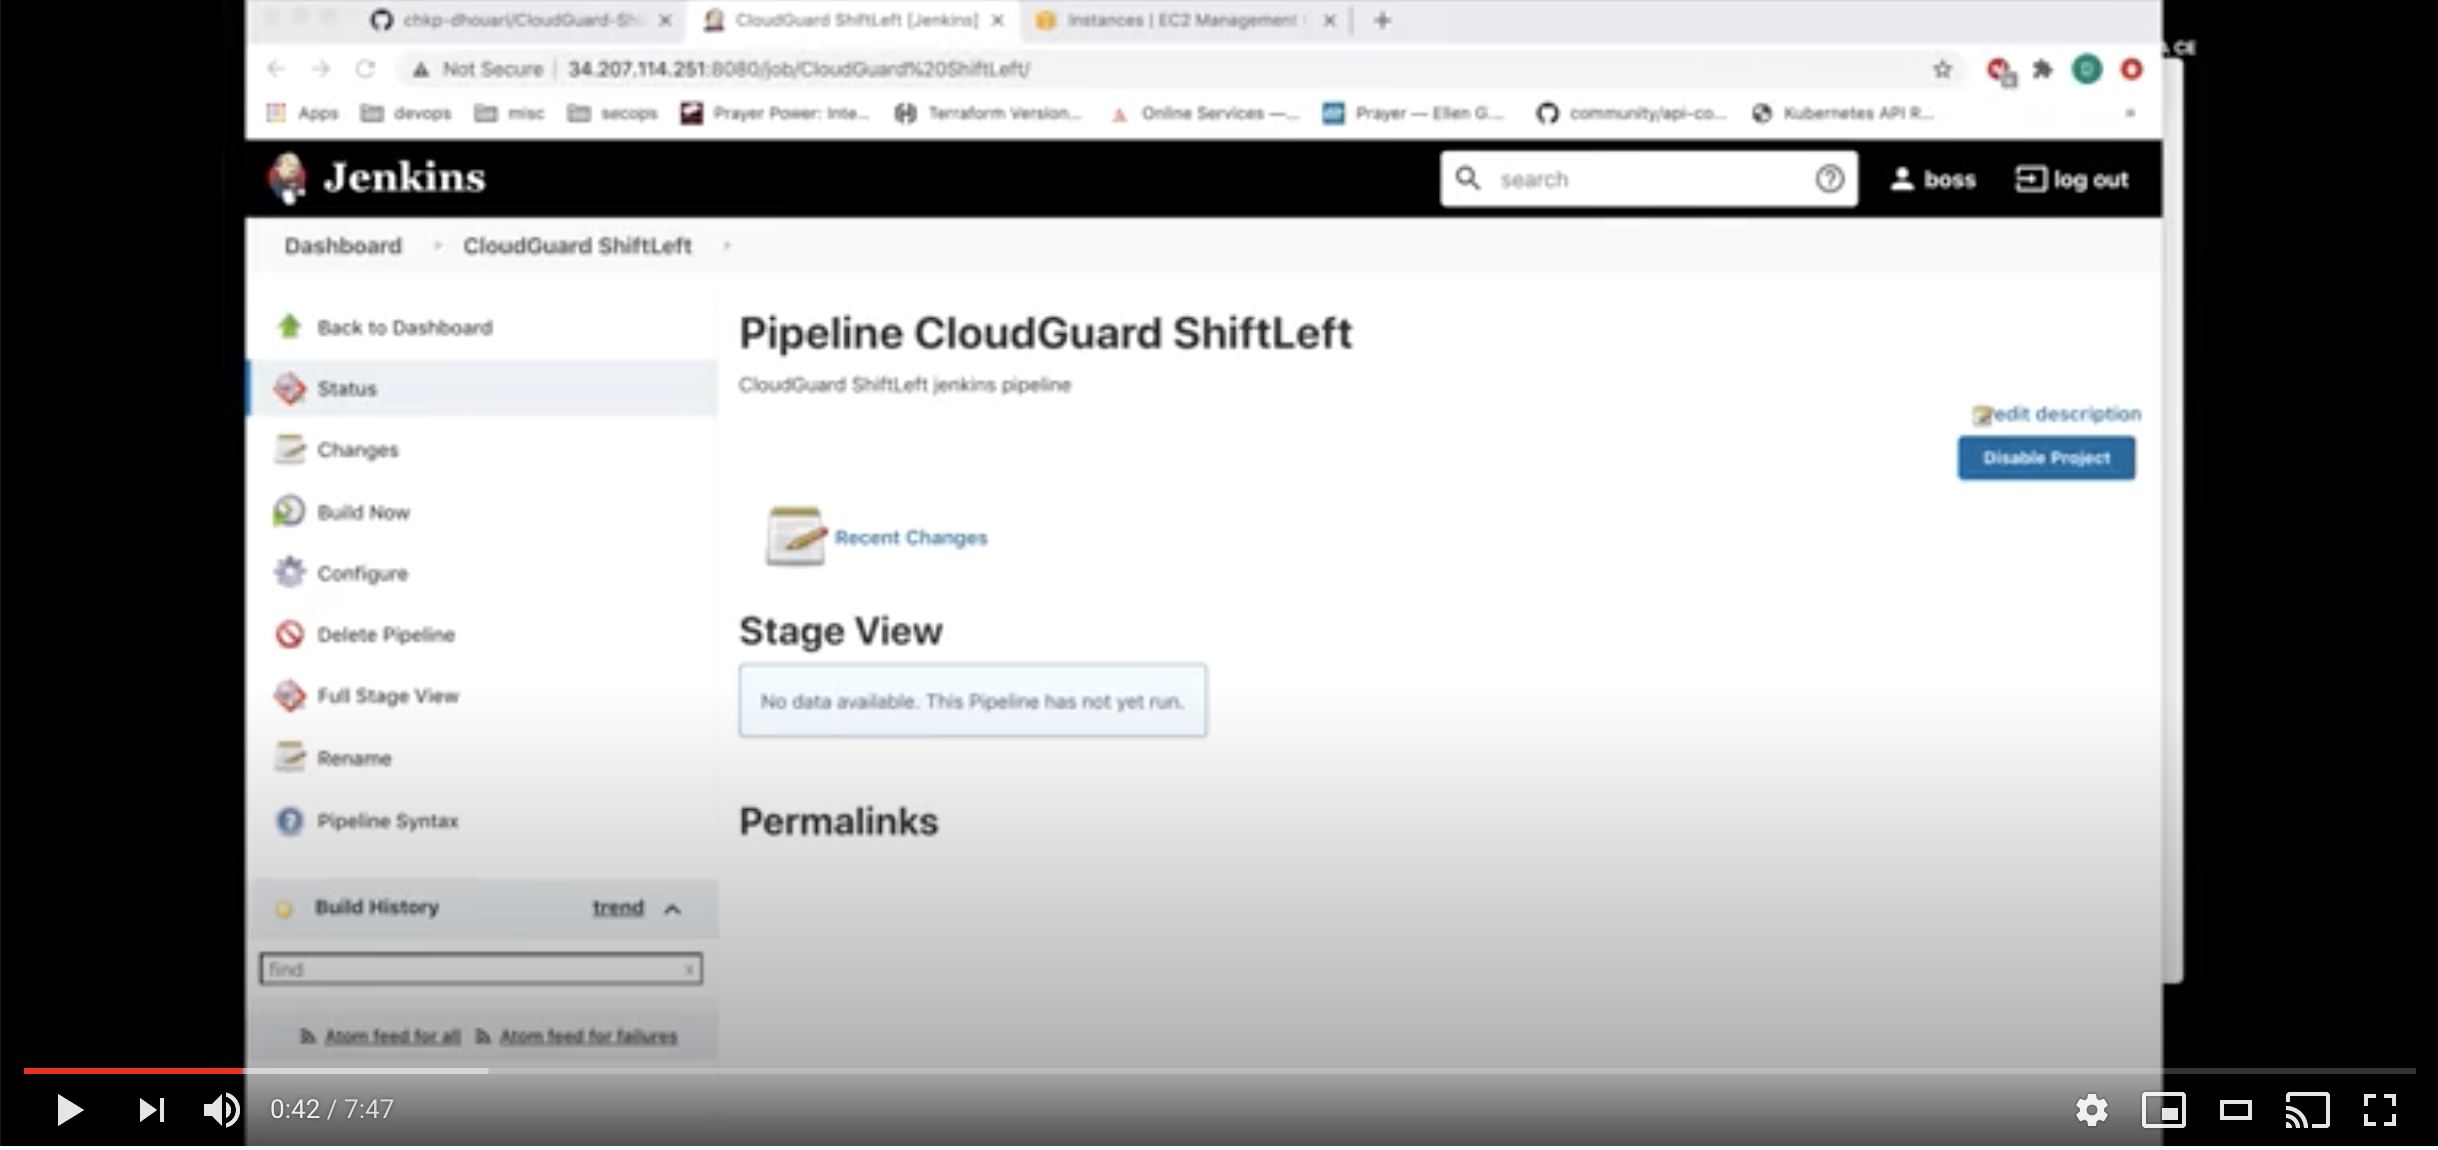 chkp-dhouari/CloudGuard-Sh
CloudGuard ShiftLeft [Jenkins]
Instances | EC2 Management
Not Secure | 34.207.114.251:8080/job/CloudGuard%20ShiftLeft/
Apps devops misc secops Prayer Power: Inte... Terraform Version... Online Services —... Prayer — Ellen G... community/api-co... Kubernetes API R... »
Jenkins
search
boss
log out
Dashboard
CloudGuard ShiftLeft
Back to Dashboard
Status
Changes
Build Now
Configure
Delete Pipeline
Full Stage View
Rename
Pipeline Syntax
Build History
trend
find x
Atom feed for all Atom feed for failures
Pipeline CloudGuard ShiftLeft
CloudGuard ShiftLeft jenkins pipeline
edit description
Disable Project
Recent Changes
Stage View
No data available. This Pipeline has not yet run.
Permalinks
0:42 / 7:47